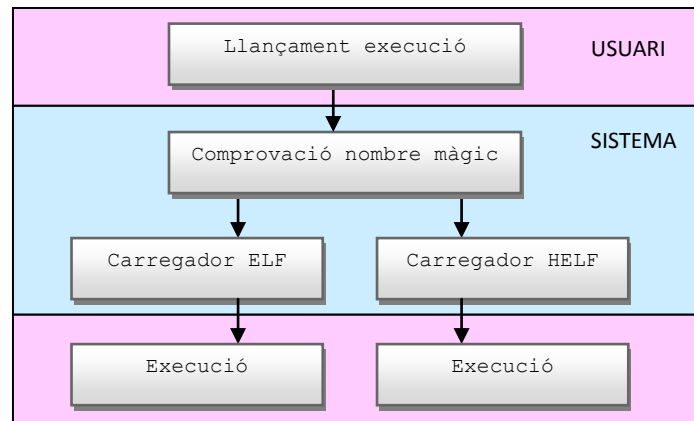 Llançament execució
USUARI
SISTEMA
Comprovació nombre màgic
Carregador ELF
Carregador HELF
Execució
Execució